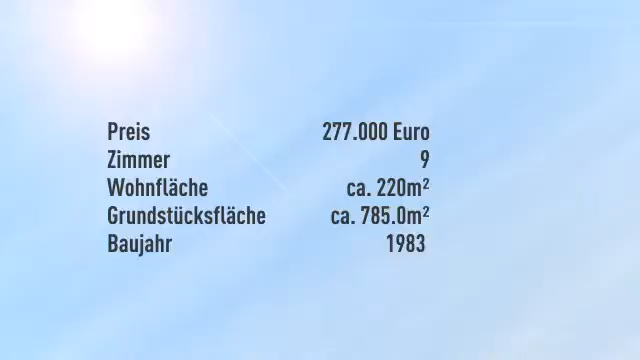 Preis 277.000 Euro
Zimmer 9
Wohnfläche ca. 220m²
Grundstücksfläche ca. 785.0m²
Baujahr 1983